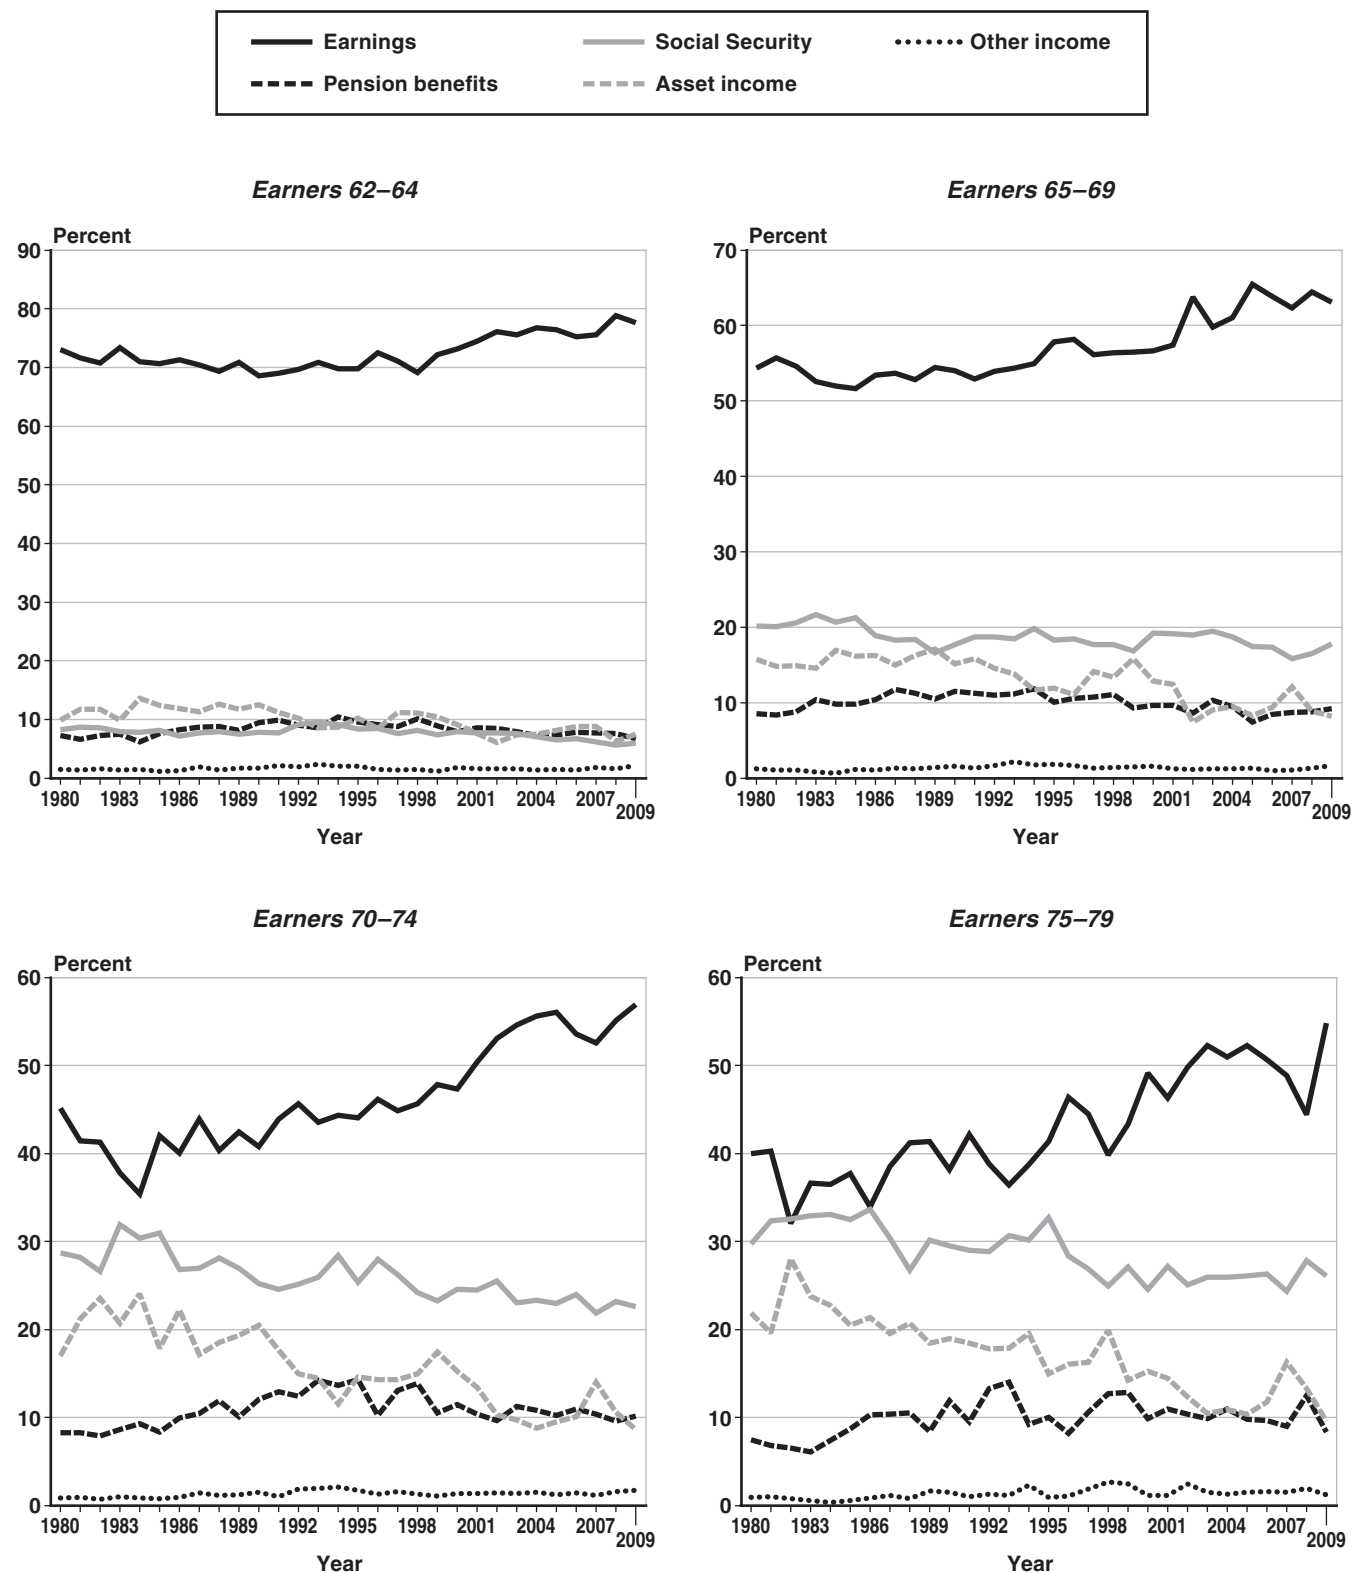 Earnings Social Security Other income
Pension benefits Asset income
Earners 62–64
Percent
90
80
70
60
50
40
30
20
10
0
1980 1983 1986 1989 1992 1995 1998 2001 2004 2007 2009
Year
Earners 65–69
Percent
70
60
50
40
30
20
10
0
1980 1983 1986 1989 1992 1995 1998 2001 2004 2007 2009
Year
Earners 70–74
Percent
60
50
40
30
20
10
0
1980 1983 1986 1989 1992 1995 1998 2001 2004 2007 2009
Year
Earners 75–79
Percent
60
50
40
30
20
10
0
1980 1983 1986 1989 1992 1995 1998 2001 2004 2007 2009
Year